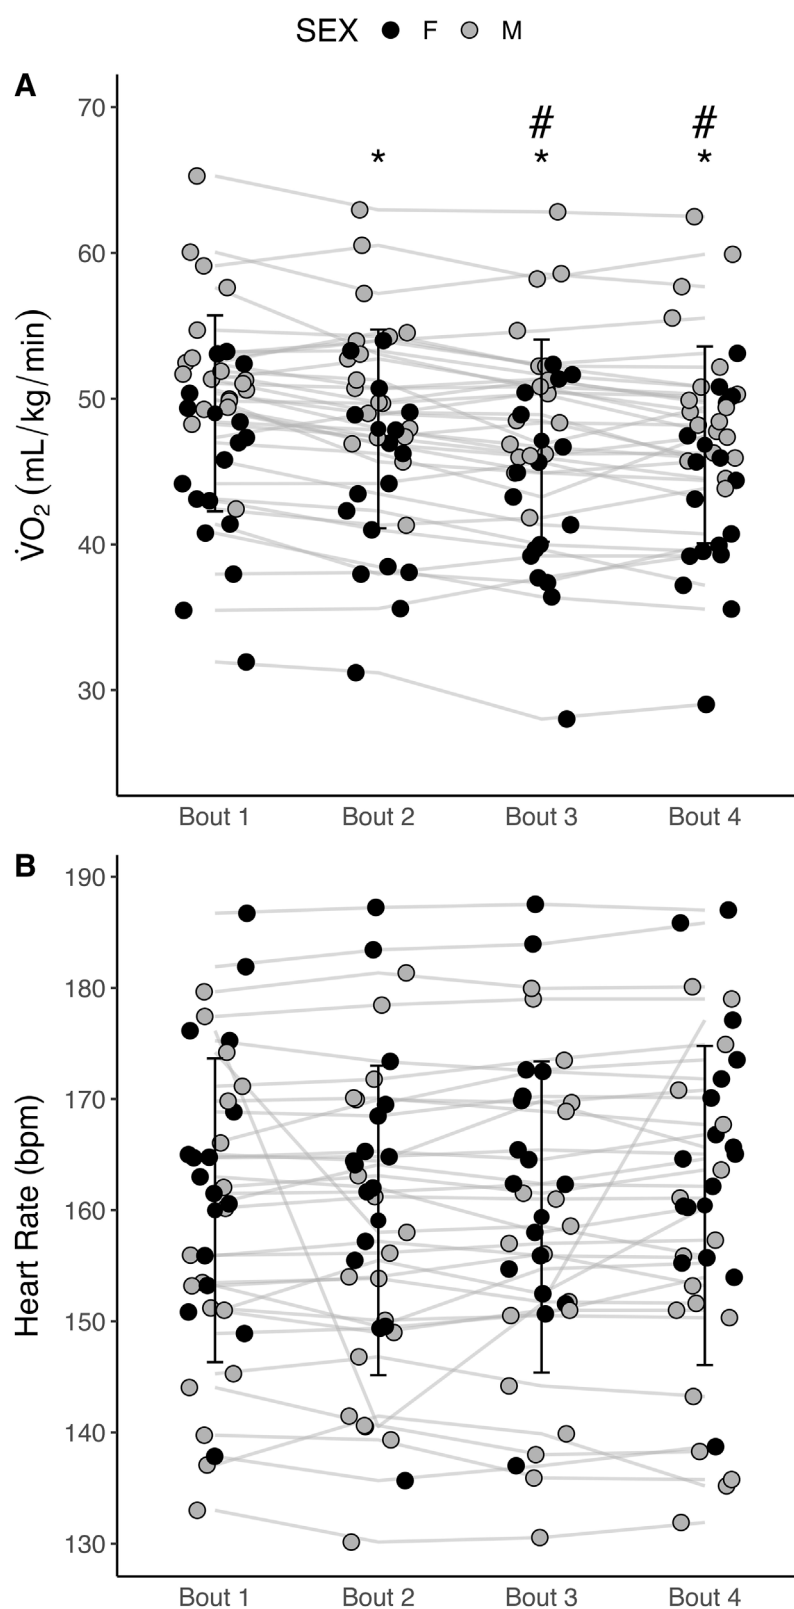 SEX F M
A
V̇O₂ (mL/kg/min)
70
60
50
40
30
# #
* * *
Bout 1 Bout 2 Bout 3 Bout 4
B
Heart Rate (bpm)
190
180
170
160
150
140
130
Bout 1 Bout 2 Bout 3 Bout 4